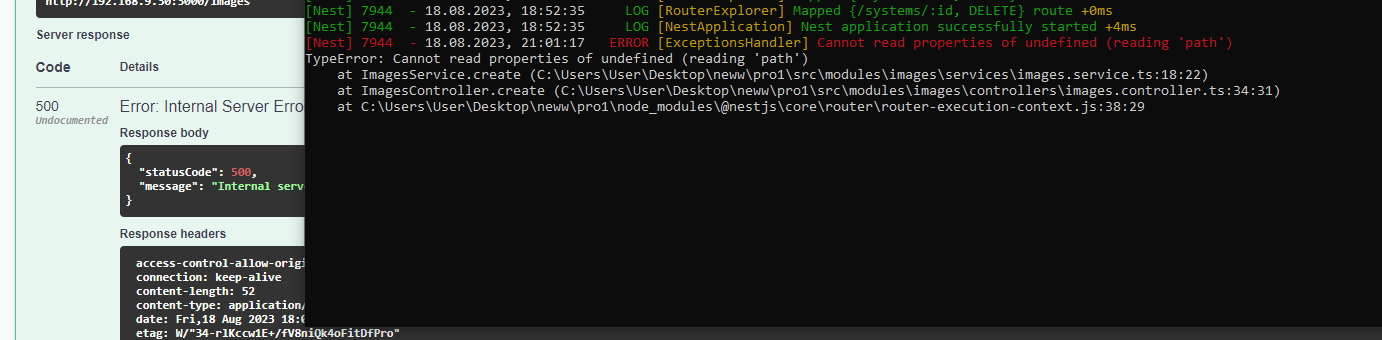 http://192.168.9.30:3000/images
Server response
Code Details
500 Error: Internal Server Erro
Undocumented
Response body
{
"statusCode": 500,
"message": "Internal serv
}
Response headers
access-control-allow-origi
connection: keep-alive
content-length: 52
content-type: application/
date: Fri,18 Aug 2023 18:0
etag: W/"34-rlKccw1E+/fV8niQk4oFitDfPro"
[Nest] 7944 - 18.08.2023, 18:52:35 LOG [RouterExplorer] Mapped {/systems/:id, DELETE} route +0ms
[Nest] 7944 - 18.08.2023, 18:52:35 LOG [NestApplication] Nest application successfully started +4ms
[Nest] 7944 - 18.08.2023, 21:01:17 ERROR [ExceptionsHandler] Cannot read properties of undefined (reading 'path')
TypeError: Cannot read properties of undefined (reading 'path')
at ImagesService.create (C:\Users\User\Desktop\neww\pro1\src\modules\images\services\images.service.ts:18:22)
at ImagesController.create (C:\Users\User\Desktop\neww\pro1\src\modules\images\controllers\images.controller.ts:34:31)
at C:\Users\User\Desktop\neww\pro1\node_modules\@nestjs\core\router\router-execution-context.js:38:29